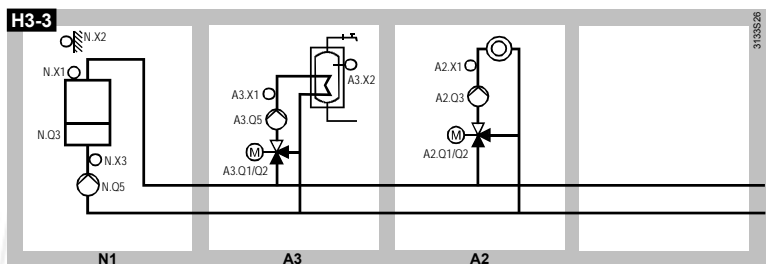 H3-3
N.X2
N.X1
N.Q3
N.X3
N.Q5
A3.X1
A3.X2
A3.Q5
M
A3.Q1/Q2
A2.X1
A2.Q3
M
A2.Q1/Q2
3133S26
N1
A3
A2